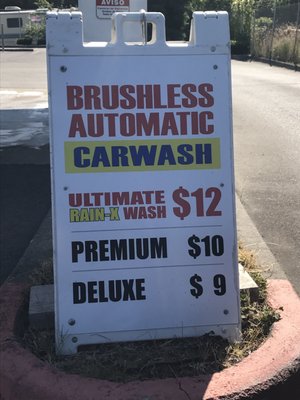 AVISO
BRUSHLESS
AUTOMATIC
CARWASH
ULTIMATE
RAIN-X WASH $12
PREMIUM $10
DELUXE $ 9